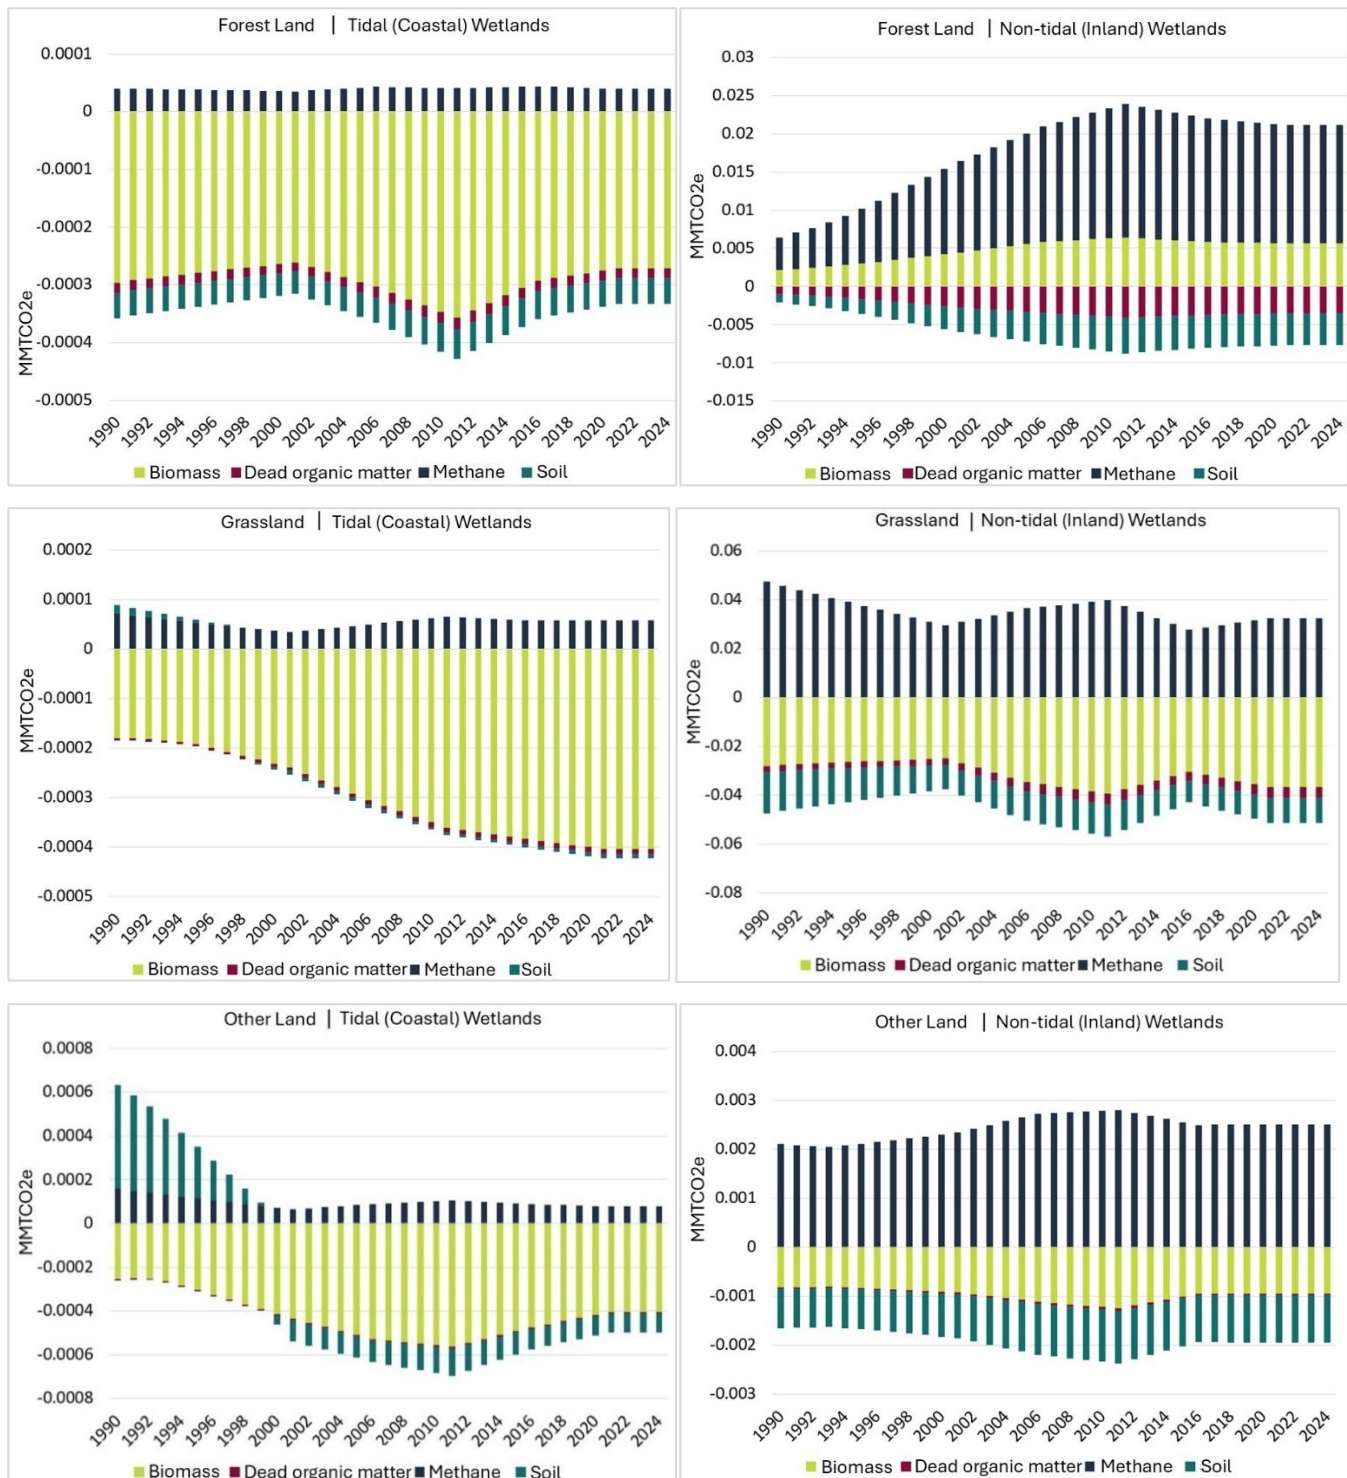 Forest Land | Tidal (Coastal) Wetlands
0.0001
0
-0.0001
-0.0002
-0.0003
-0.0004
-0.0005
MMTCO2e
1990 1992 1994 1996 1998 2000 2002 2004 2006 2008 2010 2012 2014 2016 2018 2020 2022 2024
Biomass Dead organic matter Methane Soil
Forest Land | Non-tidal (Inland) Wetlands
0.03
0.025
0.02
0.015
0.01
0.005
0
-0.005
-0.01
-0.015
MMTCO2e
1990 1992 1994 1996 1998 2000 2002 2004 2006 2008 2010 2012 2014 2016 2018 2020 2022 2024
Biomass Dead organic matter Methane Soil
Grassland | Tidal (Coastal) Wetlands
0.0002
0.0001
0
-0.0001
-0.0002
-0.0003
-0.0004
-0.0005
MMTCO2e
1990 1992 1994 1996 1998 2000 2002 2004 2006 2008 2010 2012 2014 2016 2018 2020 2022 2024
Biomass Dead organic matter Methane Soil
Grassland | Non-tidal (Inland) Wetlands
0.06
0.04
0.02
0
-0.02
-0.04
-0.06
-0.08
MMTCO2e
1990 1992 1994 1996 1998 2000 2002 2004 2006 2008 2010 2012 2014 2016 2018 2020 2022 2024
Biomass Dead organic matter Methane Soil
Other Land | Tidal (Coastal) Wetlands
0.0008
0.0006
0.0004
0.0002
0
-0.0002
-0.0004
-0.0006
-0.0008
MMTCO2e
1990 1992 1994 1996 1998 2000 2002 2004 2006 2008 2010 2012 2014 2016 2018 2020 2022 2024
Biomass Dead organic matter Methane Soil
Other Land | Non-tidal (Inland) Wetlands
0.004
0.003
0.002
0.001
0
-0.001
-0.002
-0.003
MMTCO2e
1990 1992 1994 1996 1998 2000 2002 2004 2006 2008 2010 2012 2014 2016 2018 2020 2022 2024
Biomass Dead organic matter Methane Soil